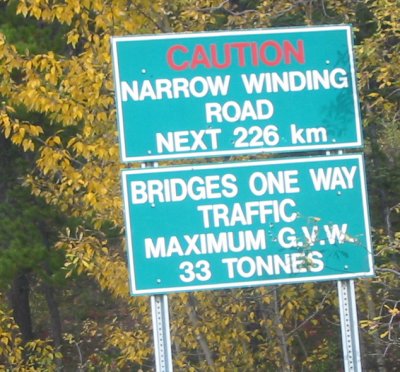 CAUTION
NARROW WINDING
ROAD
NEXT 226 km
BRIDGES ONE WAY
TRAFFIC
MAXIMUM G.V.W
33 TONNES